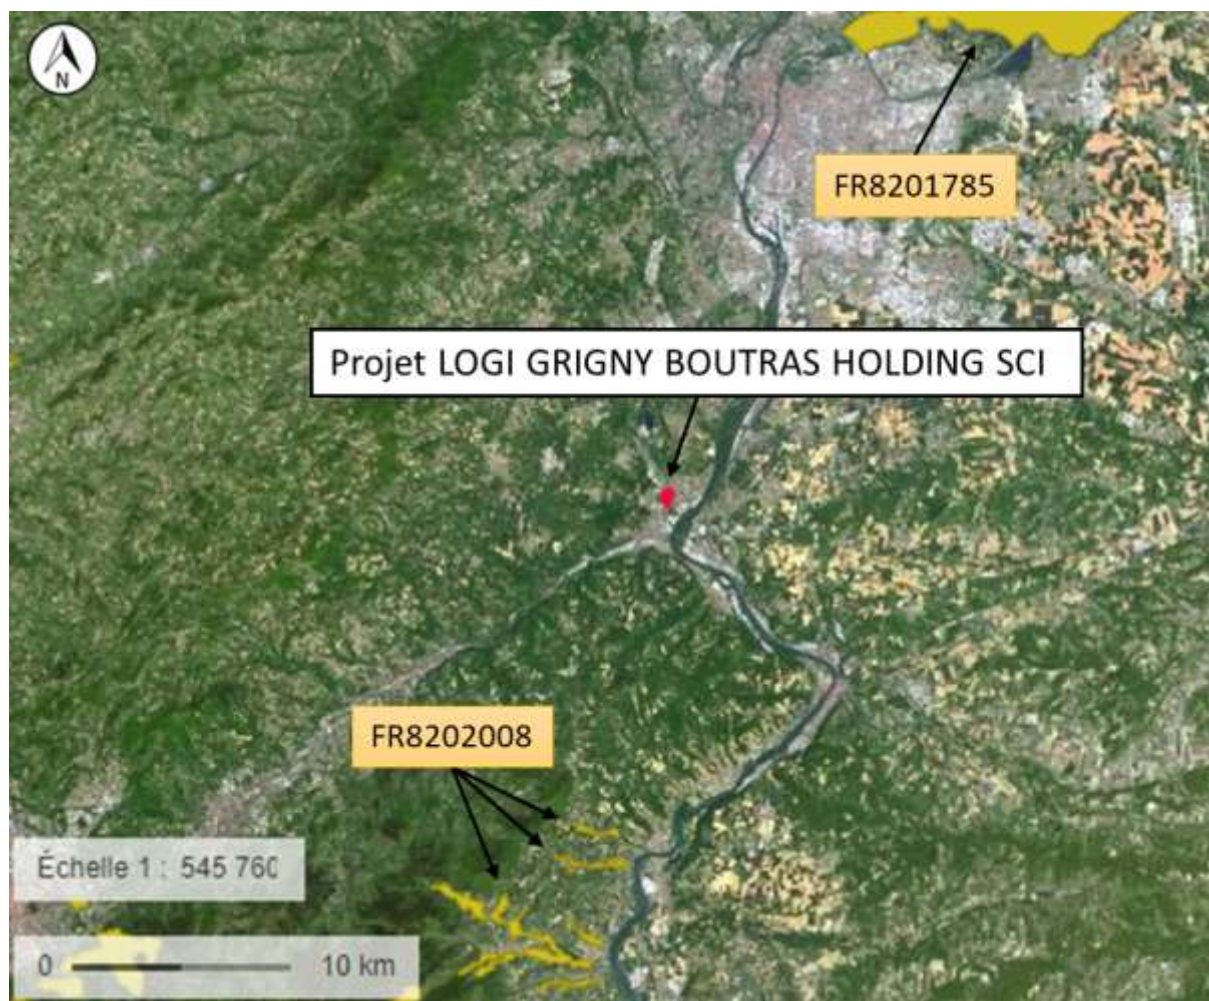 N
FR8201785
Projet LOGI GRIGNY BOUTRAS HOLDING SCI
FR8202008
Échelle 1 : 545 760
0 10 km